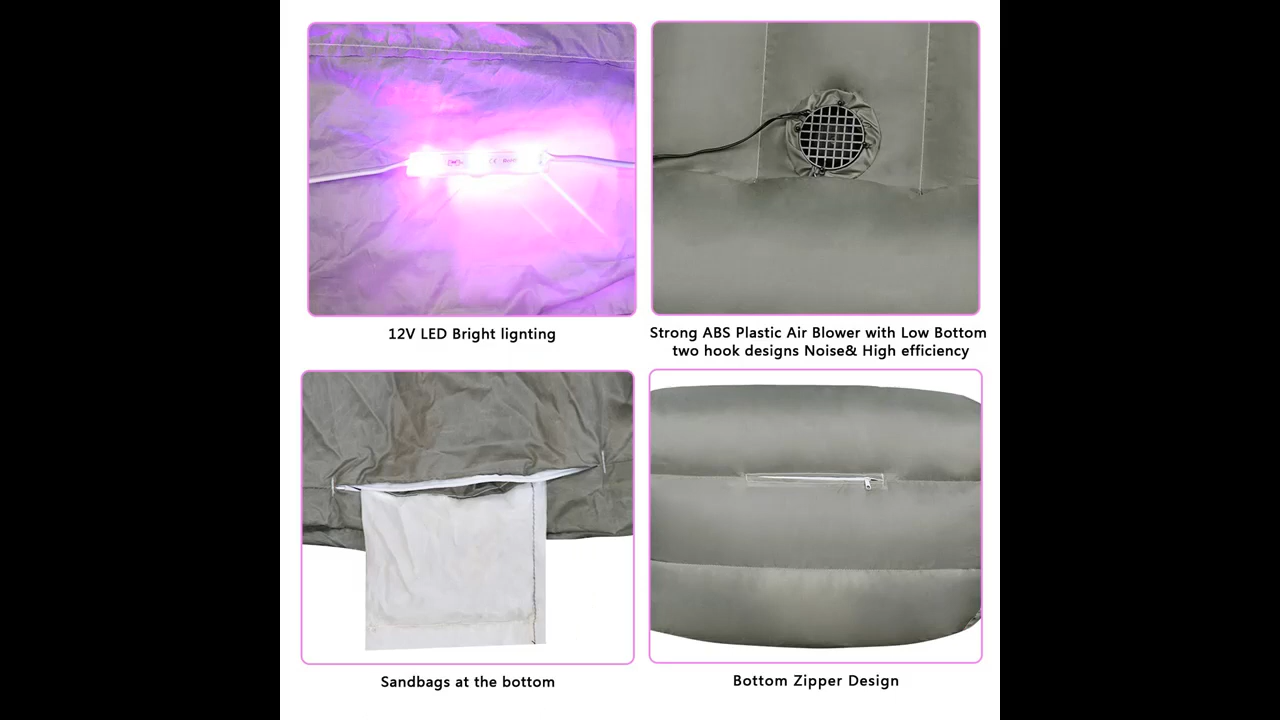 12V LED Bright lignting
Strong ABS Plastic Air Blower with Low Bottom
two hook designs Noise& High efficiency
Sandbags at the bottom
Bottom Zipper Design